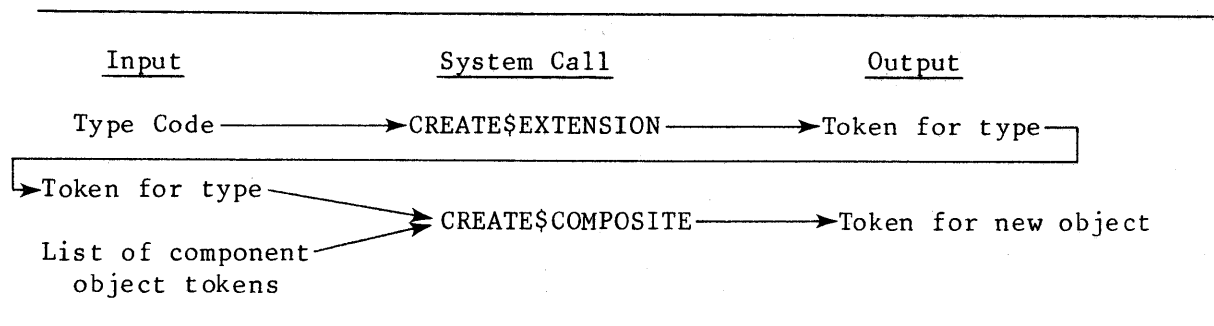 Input System Call Output
Type Code CREATE$EXTENSION Token for type
Token for type
CREATE$COMPOSITE Token for new object
List of component
object tokens